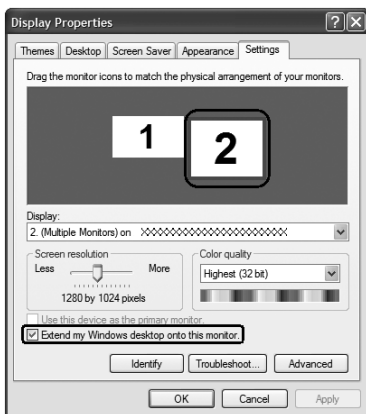 Display Properties
Themes Desktop Screen Saver Appearance Settings
Drag the monitor icons to match the physical arrangement of your monitors.
1 2
Display:
2. (Multiple Monitors) on XXXXXXXXXXXXXXXXXXXXXXXX
Screen resolution Color quality
Less More Highest (32 bit)
1280 by 1024 pixels
Use this device as the primary monitor.
Extend my Windows desktop onto this monitor.
Identify Troubleshoot... Advanced
OK Cancel Apply